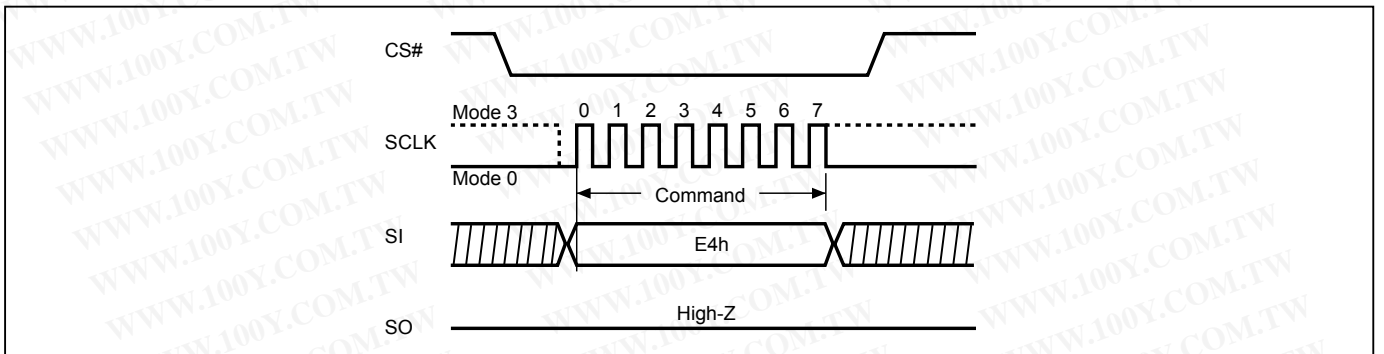 CS#
Mode 3
0 1 2 3 4 5 6 7
SCLK
Mode 0
Command
SI
E4h
High-Z
SO
WWW.100Y.COM.TW